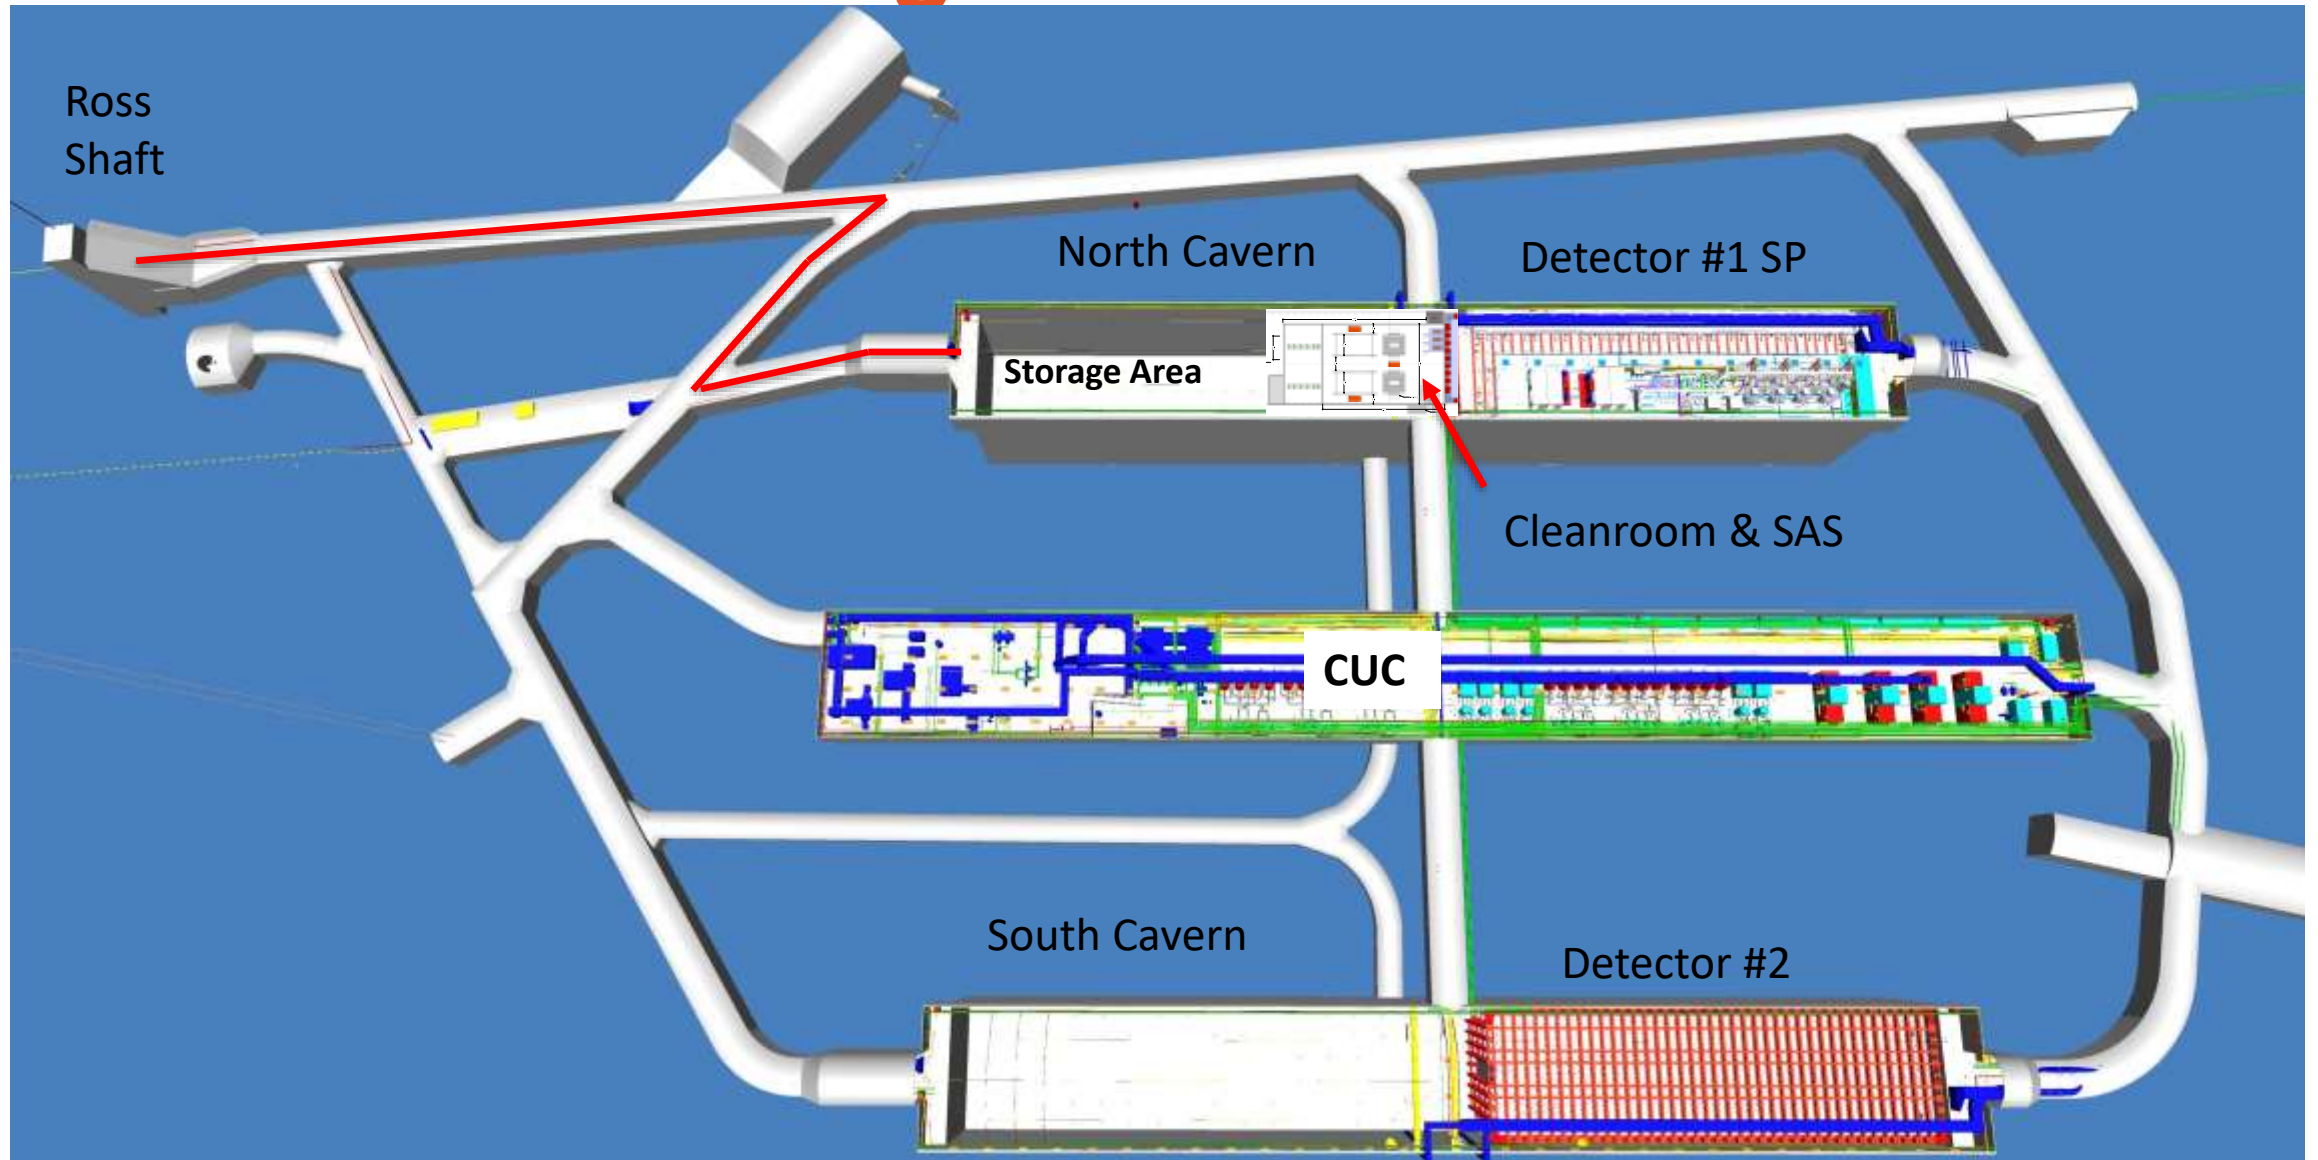 Ross
Shaft
North Cavern
Detector #1 SP
Storage Area
Cleanroom & SAS
CUC
South Cavern
Detector #2